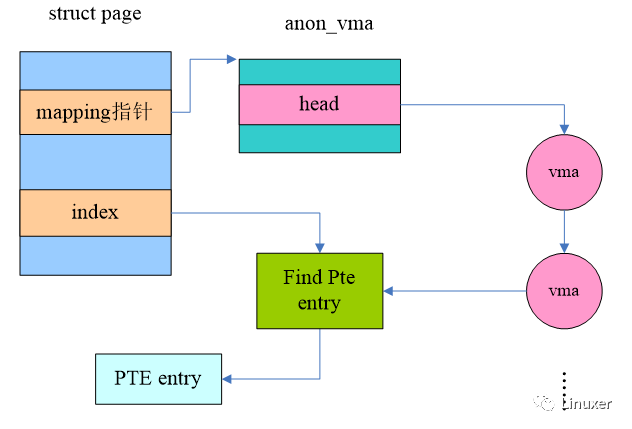 struct page
anon_vma
mapping指针
head
vma
index
Find Pte
entry
vma
PTE entry
Linuxer